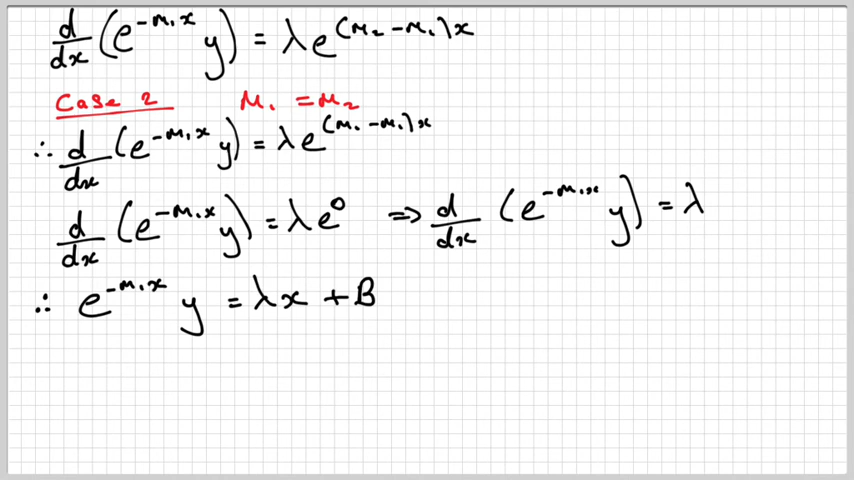 d/dx (e^{-m₁x} y) = λe^{(m₂-m₁)x}
Case 2 m₁ = m₂
∴ d/dx (e^{-m₁x} y) = λe^{(m₁-m₁)x}
d/dx (e^{-m₁x} y) = λe⁰ ⇒ d/dx (e^{-m₁x} y) = λ
∴ e^{-m₁x} y = λx + B